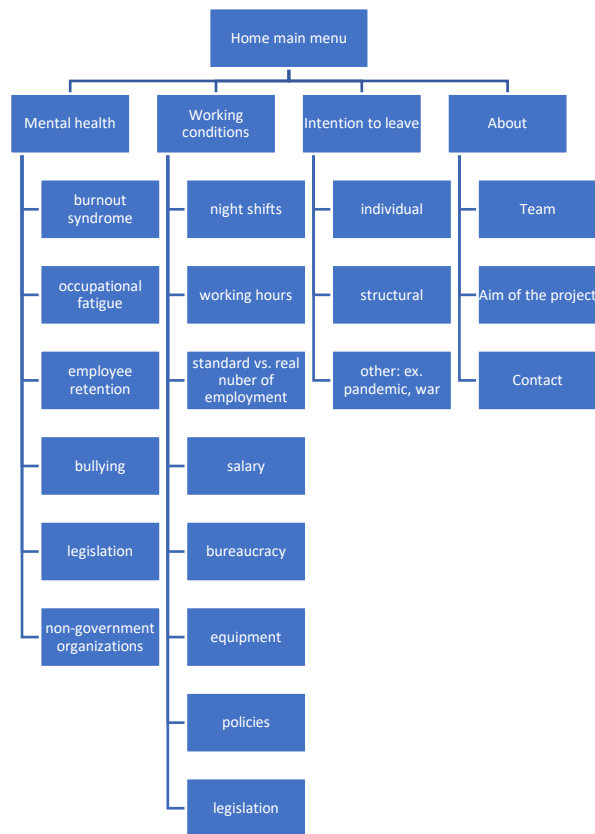 Home main menu
Mental health
Working
conditions
Intention to leave
About
burnout
syndrome
occupational
fatigue
employee
retention
bullying
legislation
non-government
organizations
night shifts
working hours
standard vs. real
nuber of
employment
salary
bureaucracy
equipment
policies
legislation
individual
structural
other: ex.
pandemic, war
Team
Aim of the project
Contact